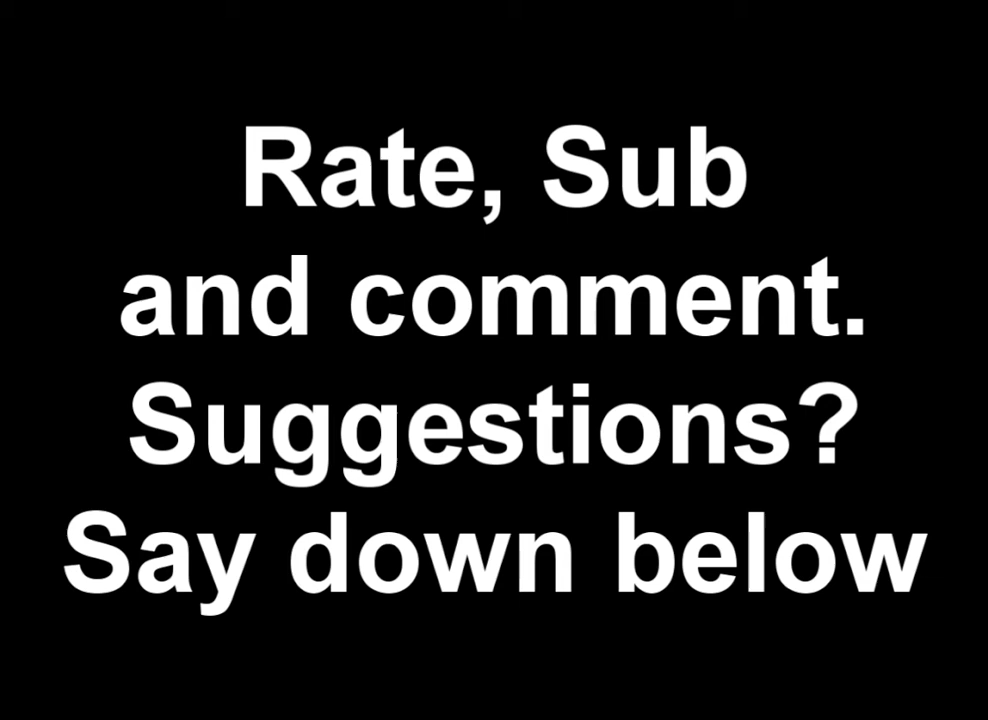 Rate, Sub
and comment.
Suggestions?
Say down below